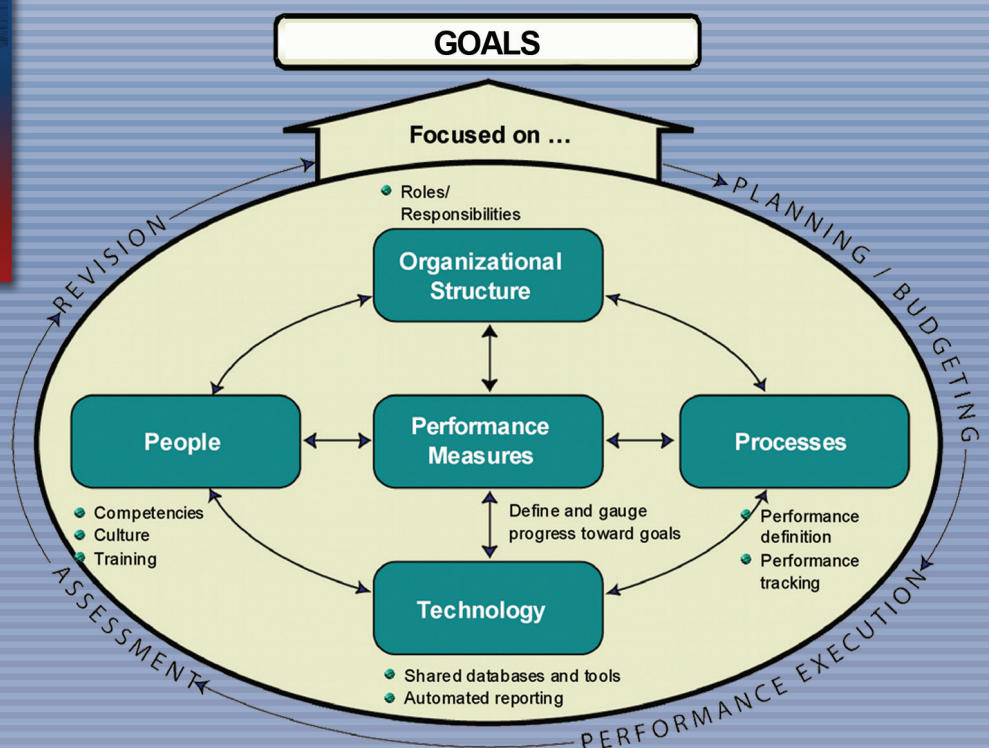 GOALS
Focused on ...
REVISION
PLANNING / BUDGETING
Roles/
Responsibilities
Organizational
Structure
People
Performance
Measures
Processes
Competencies
Culture
Training
Define and gauge
progress toward goals
Performance
definition
Performance
tracking
Technology
Shared databases and tools
Automated reporting
ASSESSMENT
PERFORMANCE EXECUTION